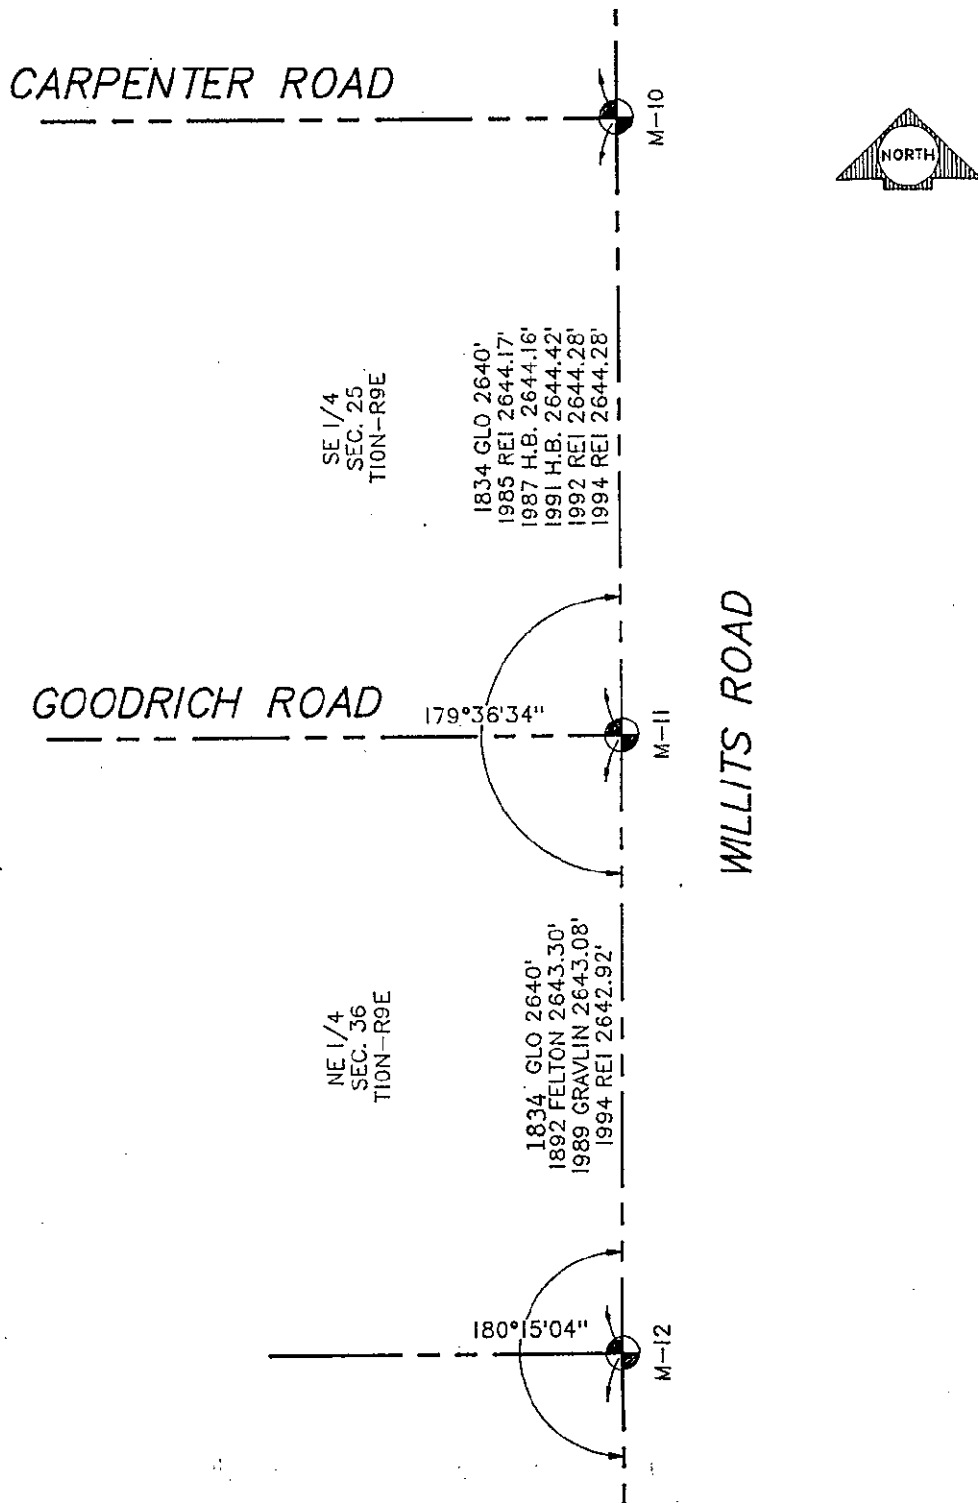 CARPENTER ROAD
M-10
NORTH
SE 1/4
SEC. 25
T10N-R9E
1834 GLO 2640'
1985 REI 2644.17'
1987 H.B. 2644.16'
1991 H.B. 2644.42'
1992 REI 2644.28'
1994 REI 2644.28'
GOODRICH ROAD
179°36'34"
M-11
WILLITS ROAD
NE 1/4
SEC. 36
T10N-R9E
1834 GLO 2640'
1892 FELTON 2643.30'
1989 GRAVLIN 2643.08'
1994 REI 2642.92'
180°15'04"
M-12